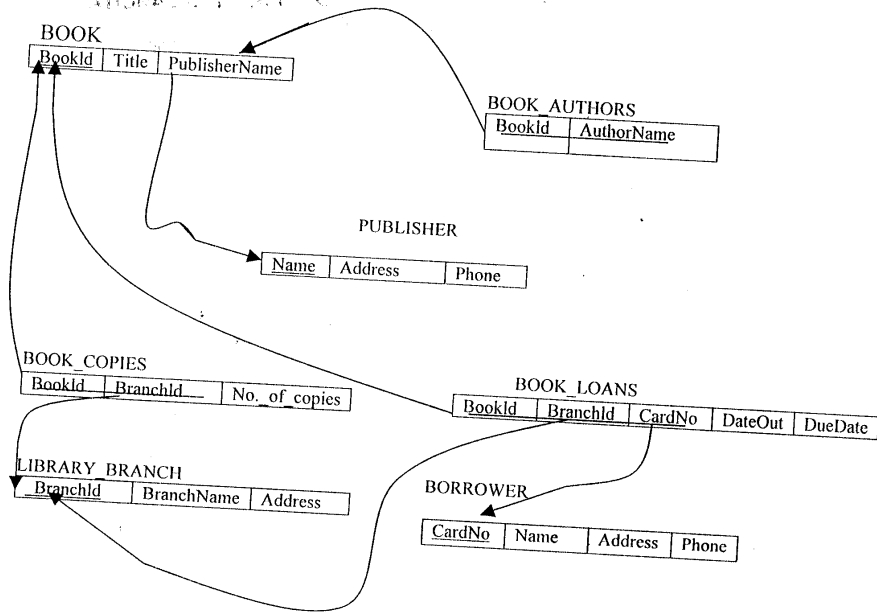 BOOK
BookId Title PublisherName
BOOK_AUTHORS
BookId AuthorName
PUBLISHER
Name Address Phone
BOOK_COPIES
BookId BranchId No._of_copies
BOOK_LOANS
BookId BranchId CardNo DateOut DueDate
LIBRARY_BRANCH
BranchId BranchName Address
BORROWER
CardNo Name Address Phone